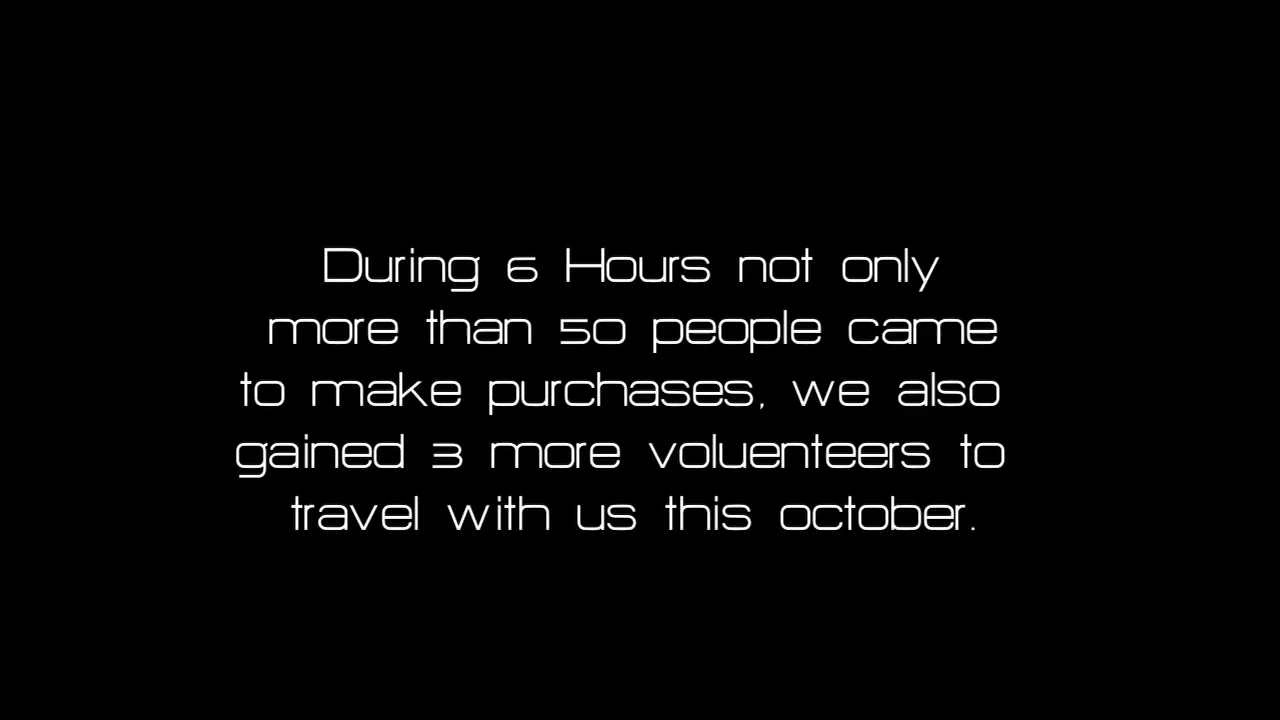 During 6 Hours not only
more than 50 people came
to make purchases, we also
gained 3 more voluenteers to
travel with us this october.